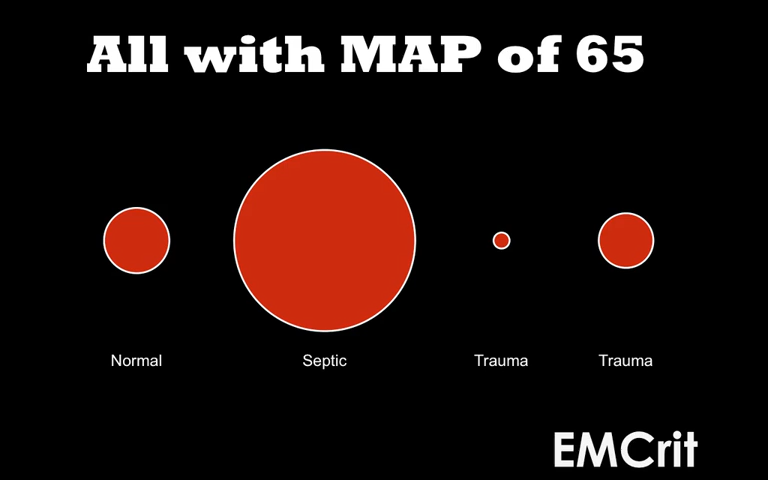 All with MAP of 65
Normal
Septic
Trauma
Trauma
EMCrit